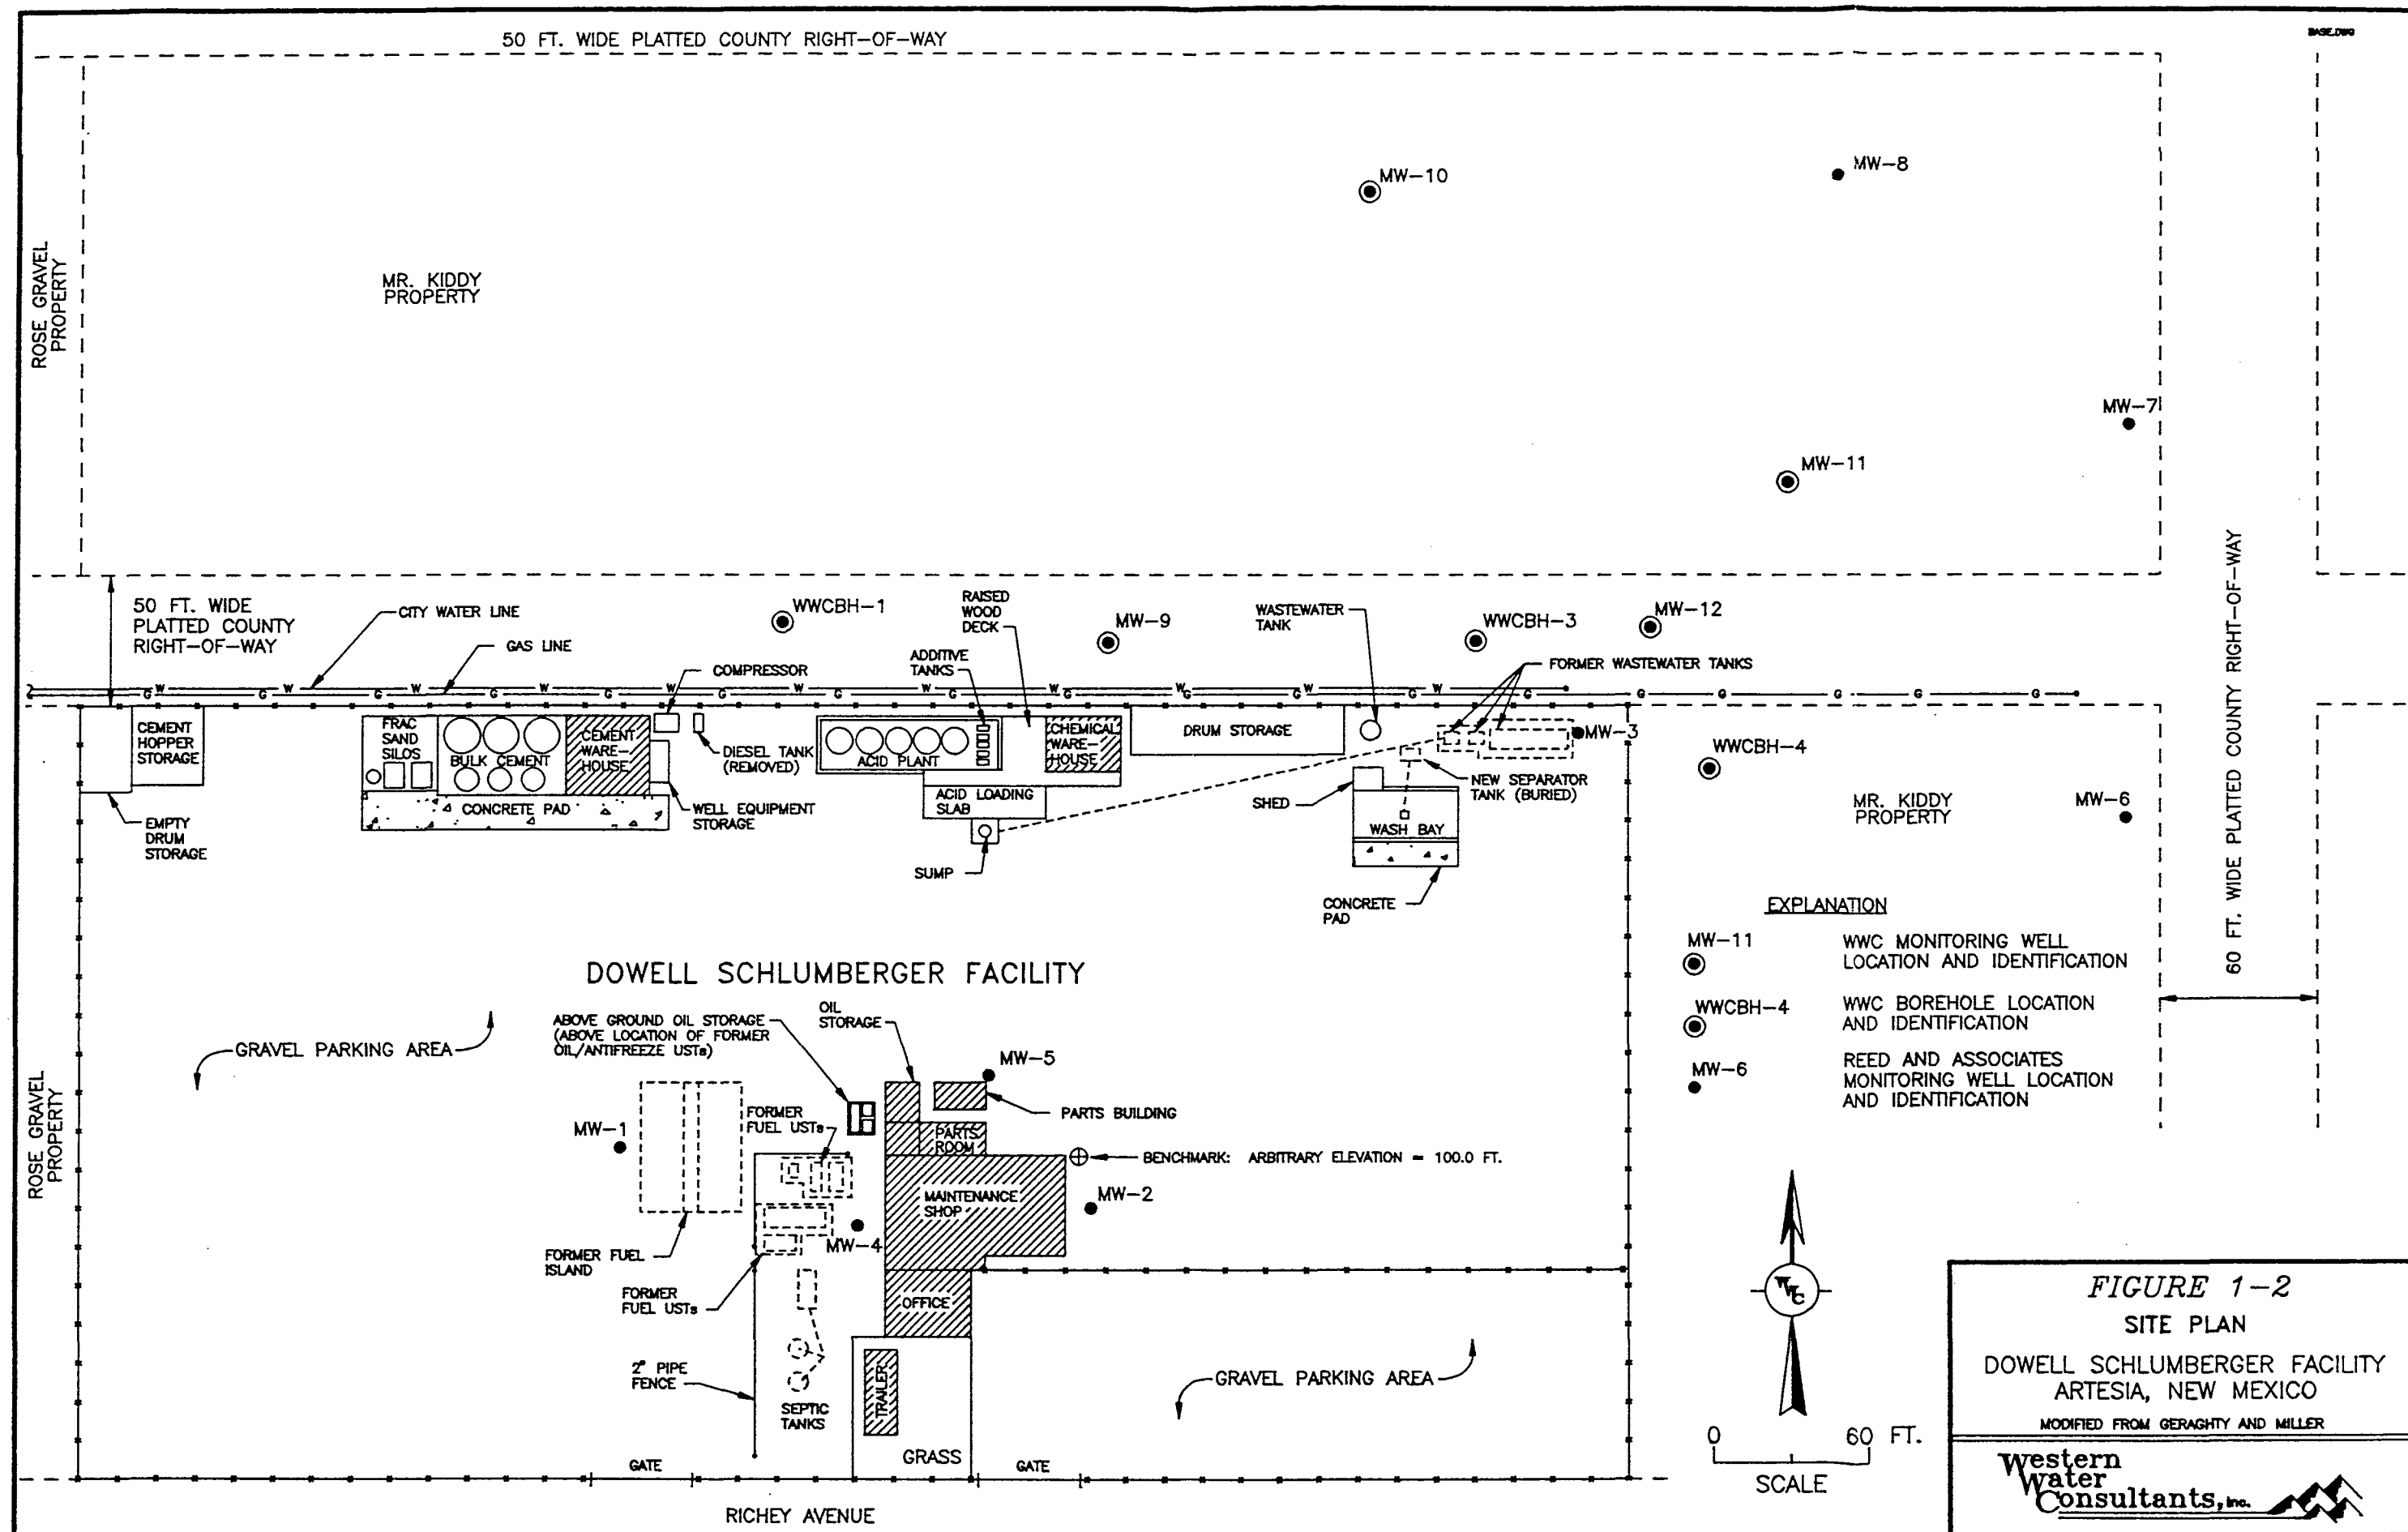 50 FT. WIDE PLATTED COUNTY RIGHT-OF-WAY
BASE.DWG
MW-10
MW-8
ROSE GRAVEL
PROPERTY
MR. KIDDY
PROPERTY
MW-7
MW-11
50 FT. WIDE
PLATTED COUNTY
RIGHT-OF-WAY
CITY WATER LINE
GAS LINE
WWCBH-1
MW-9
RAISED
WOOD
DECK
WASTEWATER
TANK
WWCBH-3
MW-12
60 FT. WIDE PLATTED COUNTY RIGHT-OF-WAY
COMPRESSOR
ADDITIVE
TANKS
FORMER WASTEWATER TANKS
W W W W W W W W W W W
G G G G G G G G G G G G G G G G G
CEMENT
HOPPER
STORAGE
FRAC
SAND
SILOS
BULK CEMENT
CEMENT
WARE-
HOUSE
DIESEL TANK
(REMOVED)
ACID PLANT
CHEMICAL
WARE-
HOUSE
DRUM STORAGE
MW-3
WWCBH-4
CONCRETE PAD
WELL EQUIPMENT
STORAGE
ACID LOADING
SLAB
SHED
NEW SEPARATOR
TANK (BURIED)
WASH BAY
MR. KIDDY
PROPERTY
MW-6
EMPTY
DRUM
STORAGE
SUMP
CONCRETE
PAD
EXPLANATION
MW-11
WWC MONITORING WELL
LOCATION AND IDENTIFICATION
WWCBH-4
WWC BOREHOLE LOCATION
AND IDENTIFICATION
MW-6
REED AND ASSOCIATES
MONITORING WELL LOCATION
AND IDENTIFICATION
DOWELL SCHLUMBERGER FACILITY
GRAVEL PARKING AREA
ABOVE GROUND OIL STORAGE
(ABOVE LOCATION OF FORMER
OIL/ANTIFREEZE USTs)
OIL
STORAGE
MW-5
PARTS BUILDING
ROSE GRAVEL
PROPERTY
MW-1
FORMER
FUEL USTs
PARTS
ROOM
BENCHMARK: ARBITRARY ELEVATION = 100.0 FT.
MAINTENANCE
SHOP
MW-2
MW-4
FORMER FUEL
ISLAND
FORMER
FUEL USTs
OFFICE
2" PIPE
FENCE
SEPTIC
TANKS
TRAILER
GRASS
GRAVEL PARKING AREA
GATE
GATE
RICHEY AVENUE
WWC
0 60 FT.
SCALE
FIGURE 1-2
SITE PLAN
DOWELL SCHLUMBERGER FACILITY
ARTESIA, NEW MEXICO
MODIFIED FROM GERAGHTY AND MILLER
Western
Water
Consultants, Inc.